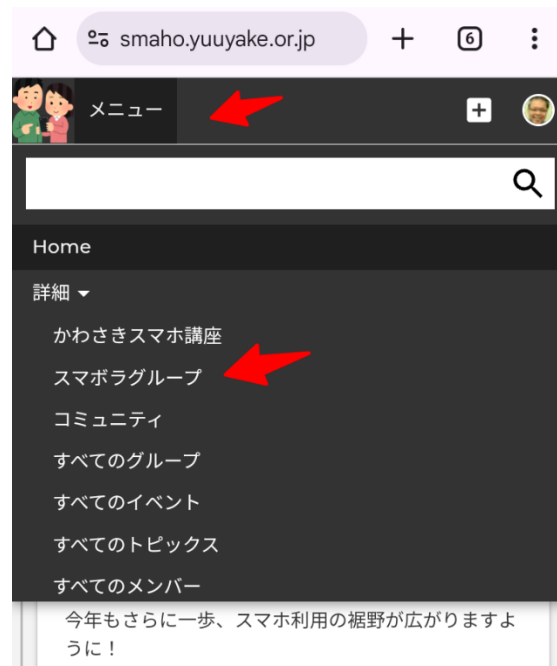 smaho.yuuyake.or.jp
6
メニュー
Home
詳細
かわさきスマホ講座
スマボラグループ
コミュニティ
すべてのグループ
すべてのイベント
すべてのトピックス
すべてのメンバー
今年もさらに一歩、スマホ利用の裾野が広がりますよ
うに！